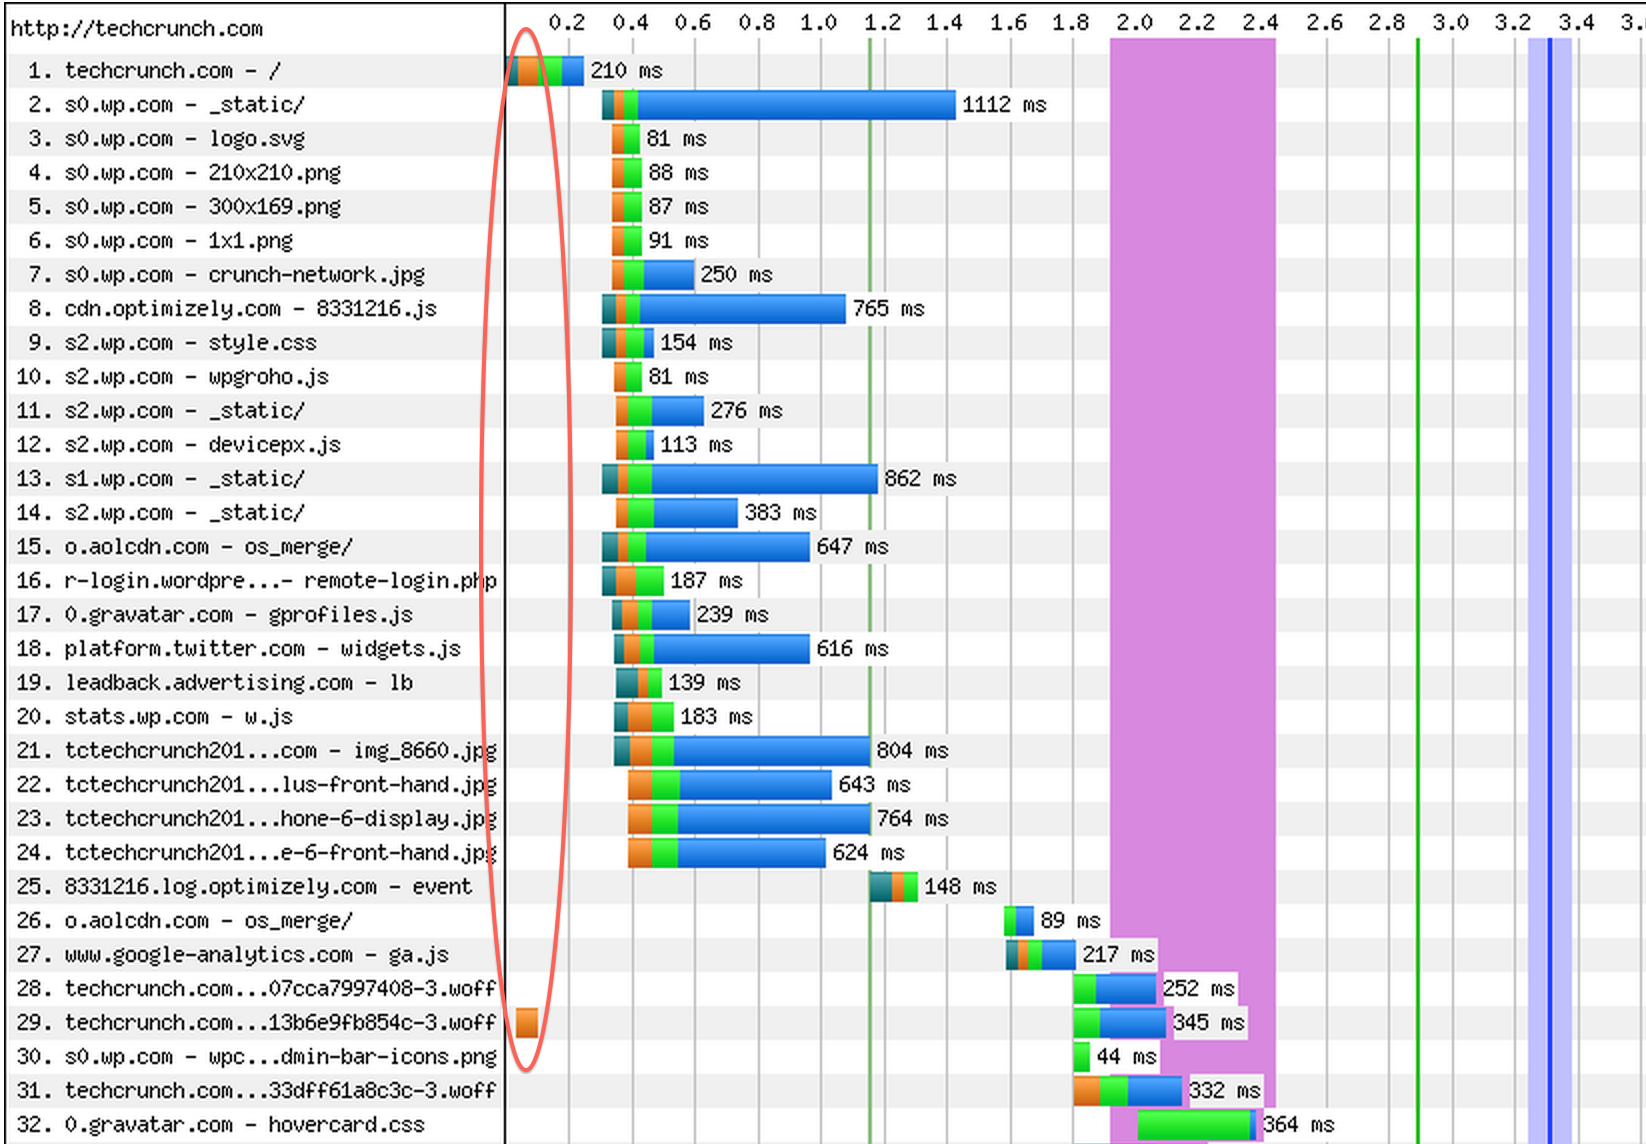 http://techcrunch.com 0.2 0.4 0.6 0.8 1.0 1.2 1.4 1.6 1.8 2.0 2.2 2.4 2.6 2.8 3.0 3.2 3.4
1. techcrunch.com - / 210 ms
2. s0.wp.com - _static/ 1112 ms
3. s0.wp.com - logo.svg 81 ms
4. s0.wp.com - 210x210.png 88 ms
5. s0.wp.com - 300x169.png 87 ms
6. s0.wp.com - 1x1.png 91 ms
7. s0.wp.com - crunch-network.jpg 250 ms
8. cdn.optimizely.com - 8331216.js 765 ms
9. s2.wp.com - style.css 154 ms
10. s2.wp.com - wpgroho.js 81 ms
11. s2.wp.com - _static/ 276 ms
12. s2.wp.com - devicepx.js 113 ms
13. s1.wp.com - _static/ 862 ms
14. s2.wp.com - _static/ 383 ms
15. o.aolcdn.com - os_merge/ 647 ms
16. r-login.wordpre...- remote-login.php 187 ms
17. 0.gravatar.com - gprofiles.js 239 ms
18. platform.twitter.com - widgets.js 616 ms
19. leadback.advertising.com - lb 139 ms
20. stats.wp.com - w.js 183 ms
21. tctechcrunch201...com - img_8660.jpg 804 ms
22. tctechcrunch201...lus-front-hand.jpg 643 ms
23. tctechcrunch201...hone-6-display.jpg 764 ms
24. tctechcrunch201...e-6-front-hand.jpg 624 ms
25. 8331216.log.optimizely.com - event 148 ms
26. o.aolcdn.com - os_merge/ 89 ms
27. www.google-analytics.com - ga.js 217 ms
28. techcrunch.com...07cca7997408-3.woff 252 ms
29. techcrunch.com...13b6e9fb854c-3.woff 345 ms
30. s0.wp.com - wpc...dmin-bar-icons.png 44 ms
31. techcrunch.com...33dff61a8c3c-3.woff 332 ms
32. 0.gravatar.com - hovercard.css 364 ms